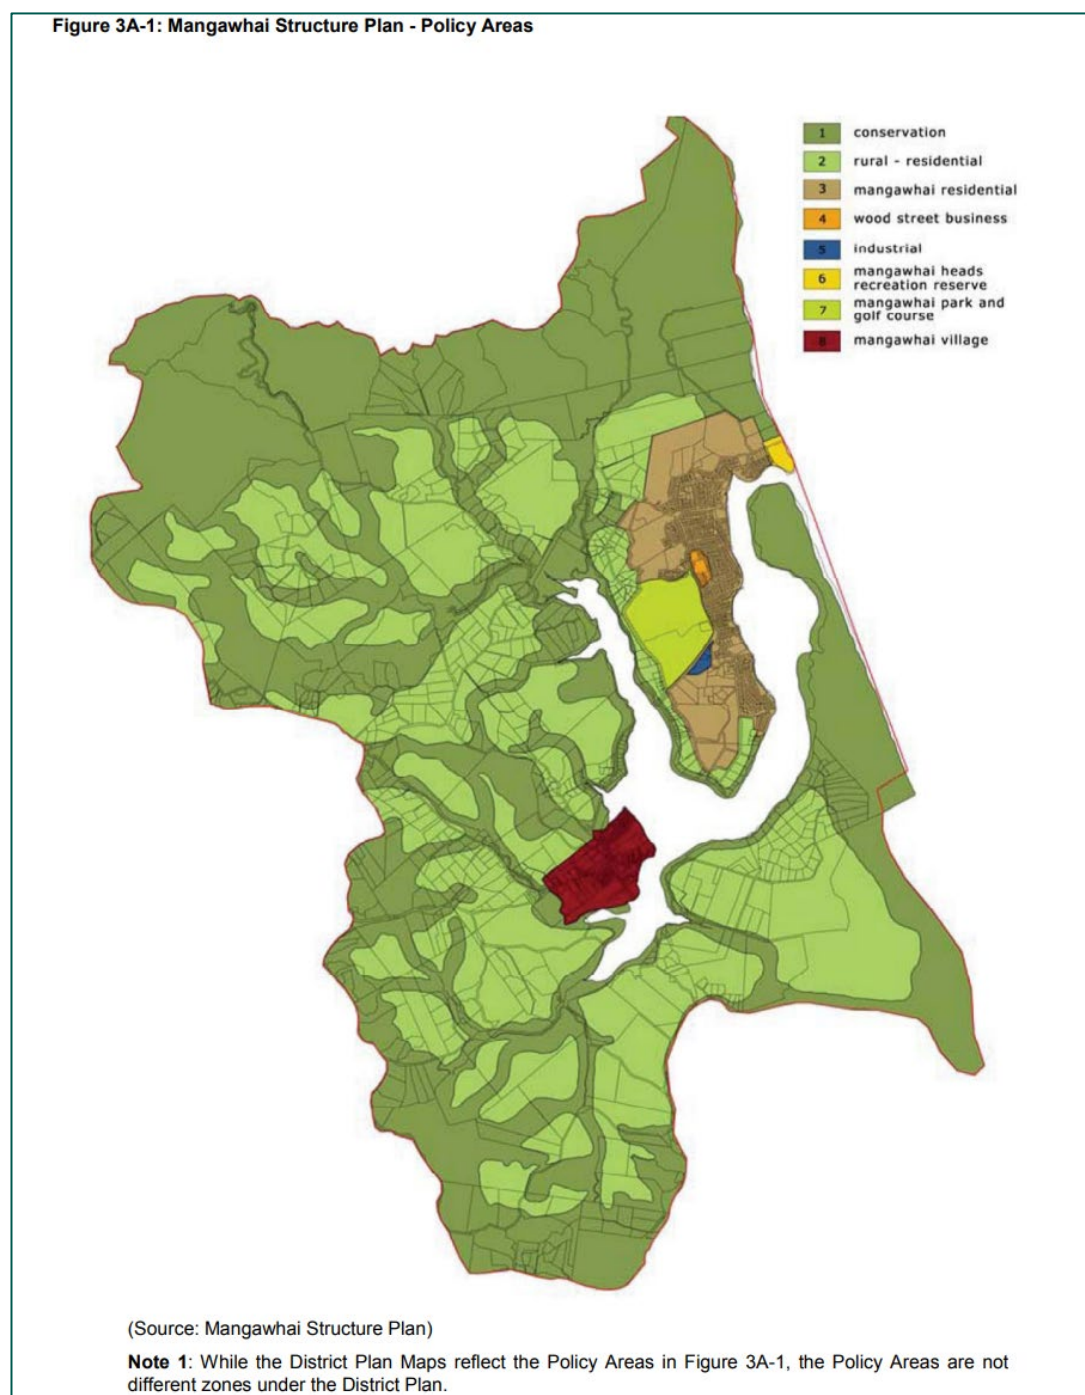 Figure 3A-1: Mangawhai Structure Plan - Policy Areas
1 conservation
2 rural - residential
3 mangawhai residential
4 wood street business
5 industrial
6 mangawhai heads
recreation reserve
7 mangawhai park and
golf course
8 mangawhai village
(Source: Mangawhai Structure Plan)
Note 1: While the District Plan Maps reflect the Policy Areas in Figure 3A-1, the Policy Areas are not
different zones under the District Plan.